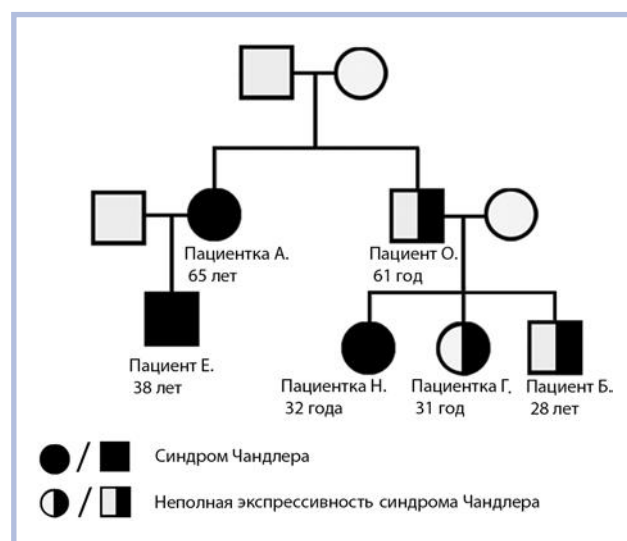 Пациентка А.
65 лет
Пациент О.
61 год
Пациент Е.
38 лет
Пациентка Н.
32 года
Пациентка Г.
31 год
Пациент Б..
28 лет
/ Синдром Чандлера
/ Неполная экспрессивность синдрома Чандлера